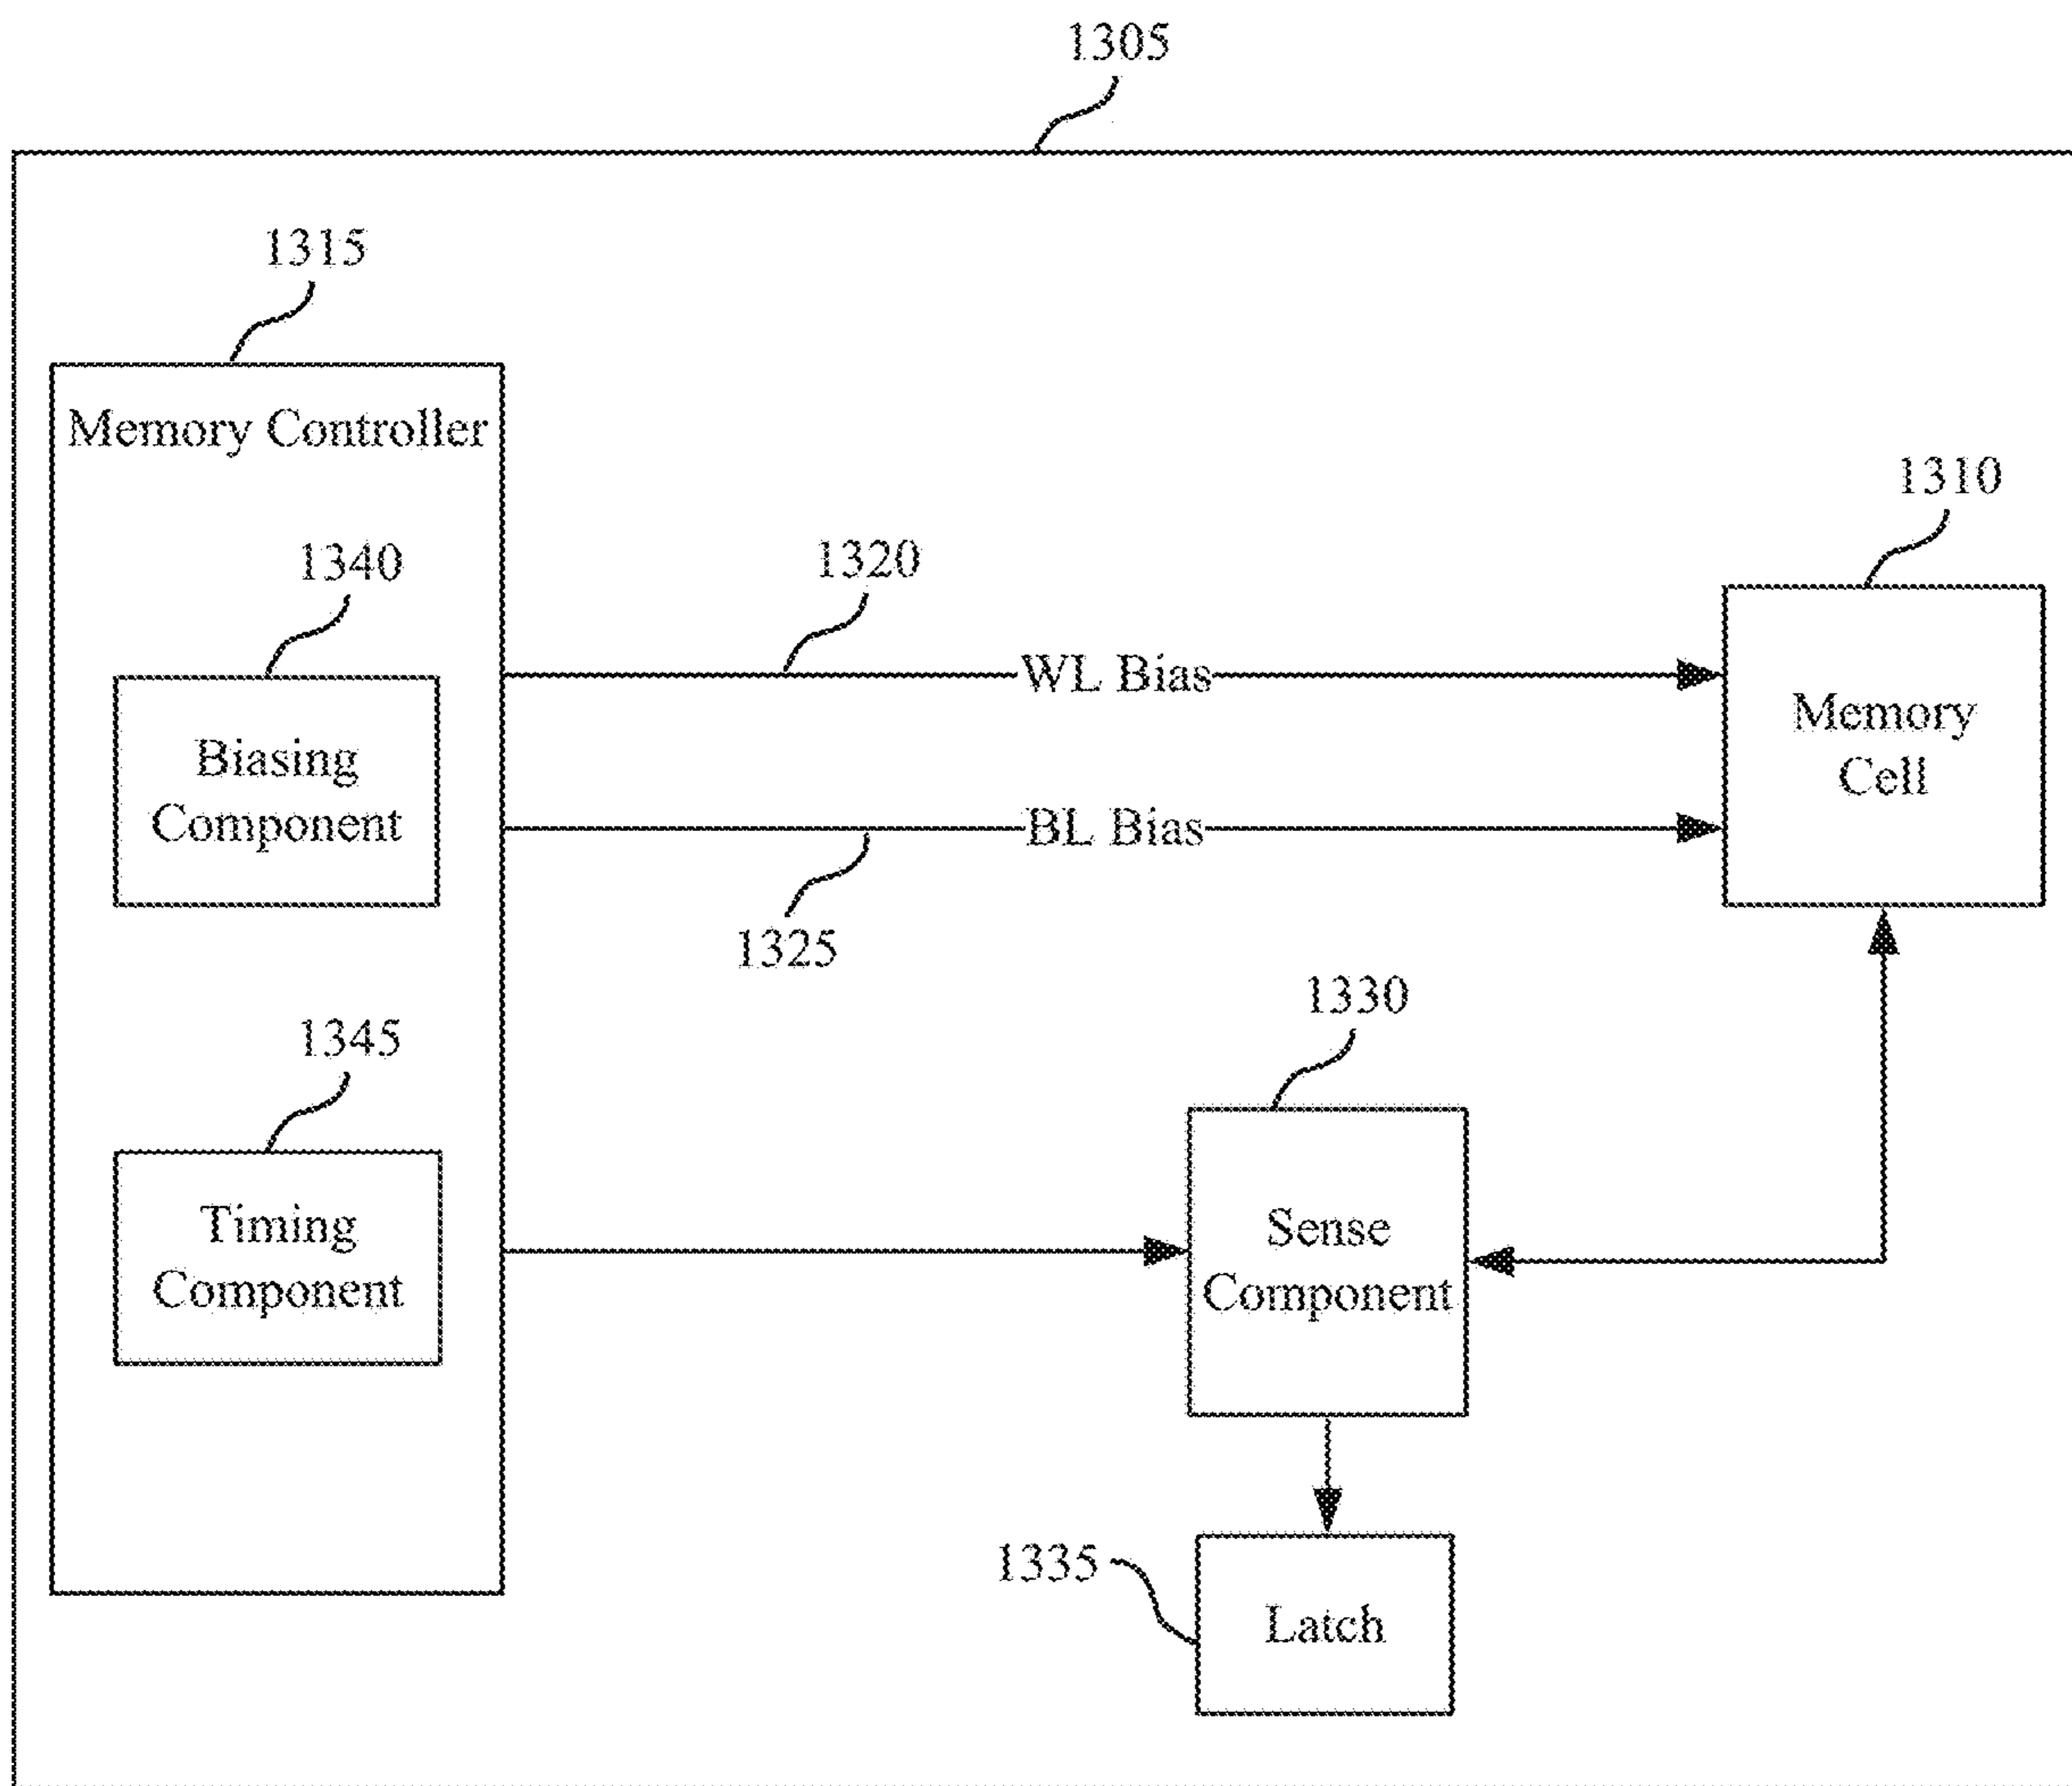 1305
1315
Memory Controller
1310
1340
1320
WL Bias
Memory
Cell
Biasing
Component
BL Bias
1325
1330
1345
Sense
Component
Timing
Component
1335
Latch